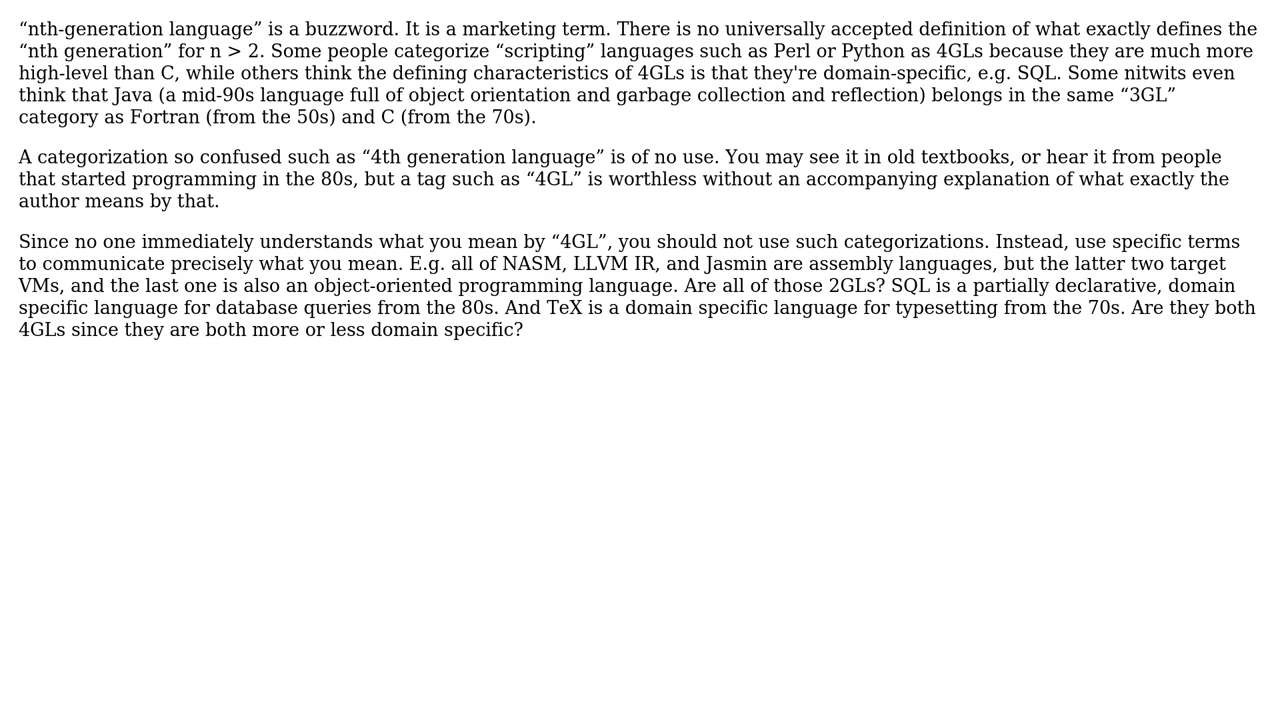 “nth-generation language” is a buzzword. It is a marketing term. There is no universally accepted definition of what exactly defines the
“nth generation” for n > 2. Some people categorize “scripting” languages such as Perl or Python as 4GLs because they are much more
high-level than C, while others think the defining characteristics of 4GLs is that they're domain-specific, e.g. SQL. Some nitwits even
think that Java (a mid-90s language full of object orientation and garbage collection and reflection) belongs in the same “3GL”
category as Fortran (from the 50s) and C (from the 70s).
A categorization so confused such as “4th generation language” is of no use. You may see it in old textbooks, or hear it from people
that started programming in the 80s, but a tag such as “4GL” is worthless without an accompanying explanation of what exactly the
author means by that.
Since no one immediately understands what you mean by “4GL”, you should not use such categorizations. Instead, use specific terms
to communicate precisely what you mean. E.g. all of NASM, LLVM IR, and Jasmin are assembly languages, but the latter two target
VMs, and the last one is also an object-oriented programming language. Are all of those 2GLs? SQL is a partially declarative, domain
specific language for database queries from the 80s. And TeX is a domain specific language for typesetting from the 70s. Are they both
4GLs since they are both more or less domain specific?